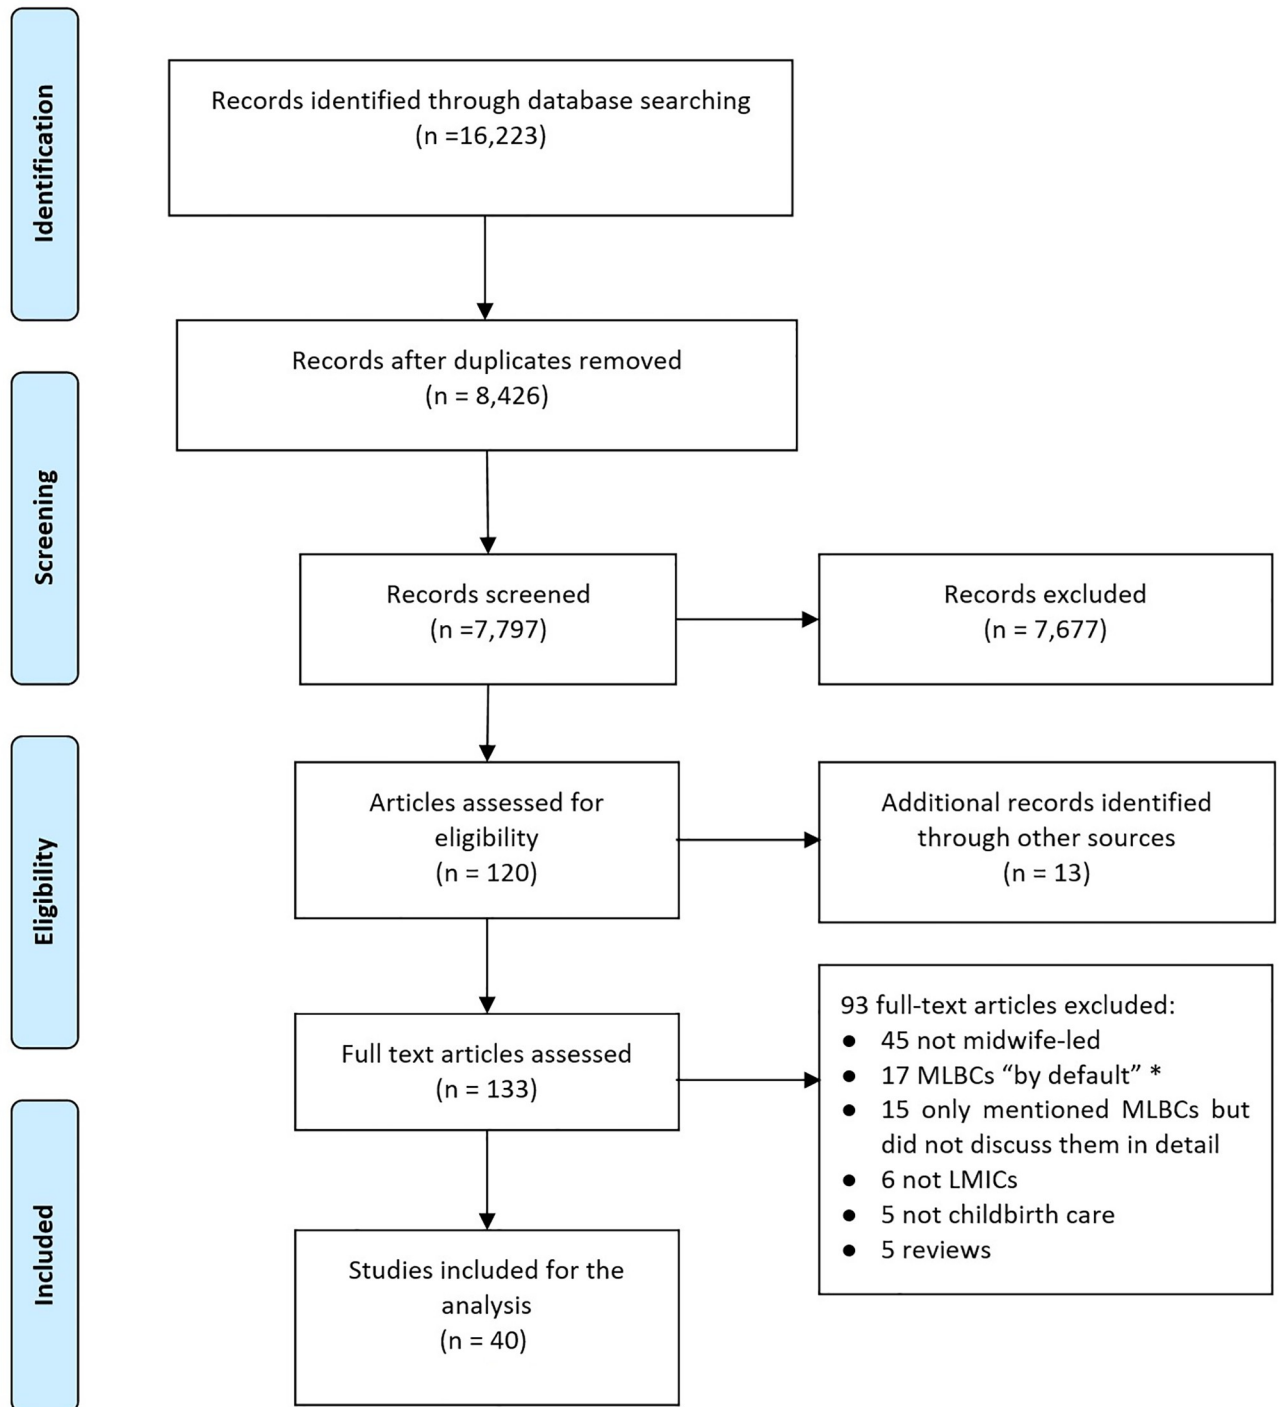 Identification
Records identified through database searching
(n =16,223)
Records after duplicates removed
(n = 8,426)
Screening
Records screened
(n =7,797)
Records excluded
(n = 7,677)
Eligibility
Articles assessed for
eligibility
(n = 120)
Additional records identified
through other sources
(n = 13)
Full text articles assessed
(n = 133)
93 full-text articles excluded:
● 45 not midwife-led
● 17 MLBCs “by default” *
● 15 only mentioned MLBCs but
did not discuss them in detail
● 6 not LMICs
● 5 not childbirth care
● 5 reviews
Included
Studies included for the
analysis
(n = 40)